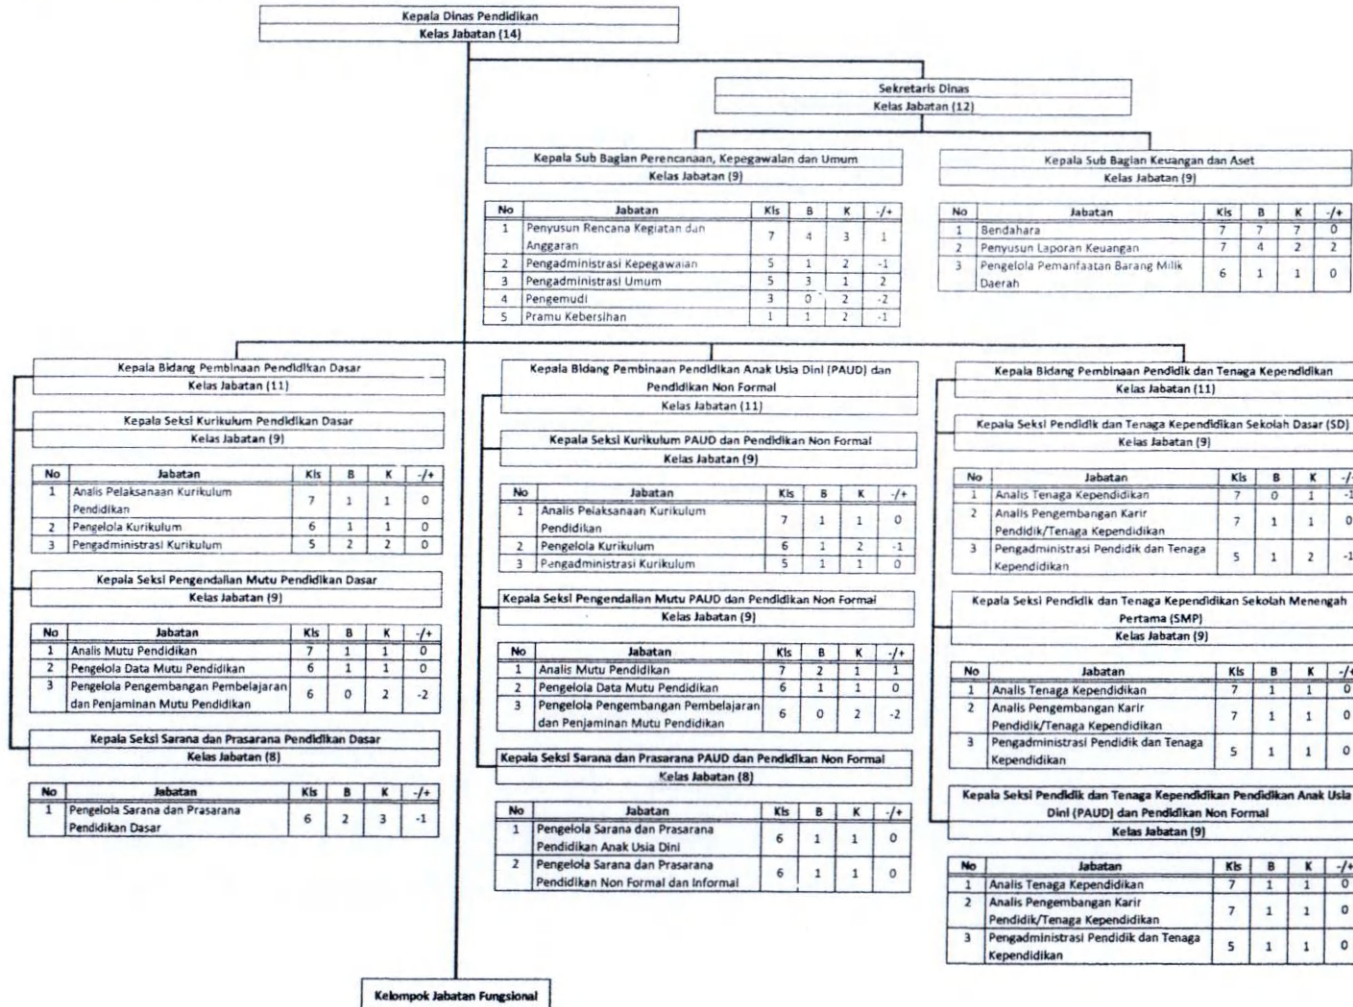 Kepala Dinas Pendidikan
Kelas Jabatan (14)
Sekretaris Dinas
Kelas Jabatan (12)
Kepala Sub Bagian Perencanaan, Kepegawaian dan Umum
Kelas Jabatan (9)
No Jabatan Kls B K -/+
1 Penyusun Rencana Kegiatan dan
Anggaran 7 4 3 1
2 Pengadministrasi Kepegawaian 5 1 2 -1
3 Pengadministrasi Umum 5 3 1 2
4 Pengemudi 3 0 2 -2
5 Pramu Kebersihan 1 1 2 -1
Kepala Sub Bagian Keuangan dan Aset
Kelas Jabatan (9)
No Jabatan Kls B K -/+
1 Bendahara 7 7 7 0
2 Penyusun Laporan Keuangan 7 4 2 2
3 Pengelola Pemanfaatan Barang Milik
Daerah 6 1 1 0
Kepala Bidang Pembinaan Pendidikan Dasar
Kelas Jabatan (11)
Kepala Seksi Kurikulum Pendidikan Dasar
Kelas Jabatan (9)
No Jabatan Kls B K -/+
1 Analis Pelaksanaan Kurikulum
Pendidikan 7 1 1 0
2 Pengelola Kurikulum 6 1 1 0
3 Pengadministrasi Kurikulum 5 2 2 0
Kepala Seksi Pengendalian Mutu Pendidikan Dasar
Kelas Jabatan (9)
No Jabatan Kls B K -/+
1 Analis Mutu Pendidikan 7 1 1 0
2 Pengelola Data Mutu Pendidikan 6 1 1 0
3 Pengelola Pengembangan Pembelajaran
dan Penjaminan Mutu Pendidikan 6 0 2 -2
Kepala Seksi Sarana dan Prasarana Pendidikan Dasar
Kelas Jabatan (8)
No Jabatan Kls B K -/+
1 Pengelola Sarana dan Prasarana
Pendidikan Dasar 6 2 3 -1
Kepala Bidang Pembinaan Pendidikan Anak Usia Dini (PAUD) dan
Pendidikan Non Formal
Kelas Jabatan (11)
Kepala Seksi Kurikulum PAUD dan Pendidikan Non Formal
Kelas Jabatan (9)
No Jabatan Kls B K -/+
1 Analis Pelaksanaan Kurikulum
Pendidikan 7 1 1 0
2 Pengelola Kurikulum 6 1 2 -1
3 Pengadministrasi Kurikulum 5 1 1 0
Kepala Seksi Pengendalian Mutu PAUD dan Pendidikan Non Formal
Kelas Jabatan (9)
No Jabatan Kls B K -/+
1 Analis Mutu Pendidikan 7 2 1 1
2 Pengelola Data Mutu Pendidikan 6 1 1 0
3 Pengelola Pengembangan Pembelajaran
dan Penjaminan Mutu Pendidikan 6 0 2 -2
Kepala Seksi Sarana dan Prasarana PAUD dan Pendidikan Non Formal
Kelas Jabatan (8)
No Jabatan Kls B K -/+
1 Pengelola Sarana dan Prasarana
Pendidikan Anak Usia Dini 6 1 1 0
2 Pengelola Sarana dan Prasarana
Pendidikan Non Formal dan Informal 6 1 1 0
Kepala Bidang Pembinaan Pendidik dan Tenaga Kependidikan
Kelas Jabatan (11)
Kepala Seksi Pendidik dan Tenaga Kependidikan Sekolah Dasar (SD)
Kelas Jabatan (9)
No Jabatan Kls B K -/+
1 Analis Tenaga Kependidikan 7 0 1 -1
2 Analis Pengembangan Karir
Pendidik/Tenaga Kependidikan 7 1 1 0
3 Pengadministrasi Pendidik dan Tenaga
Kependidikan 5 1 2 -1
Kepala Seksi Pendidik dan Tenaga Kependidikan Sekolah Menengah
Pertama (SMP)
Kelas Jabatan (9)
No Jabatan Kls B K -/+
1 Analis Tenaga Kependidikan 7 1 1 0
2 Analis Pengembangan Karir
Pendidik/Tenaga Kependidikan 7 1 1 0
3 Pengadministrasi Pendidik dan Tenaga
Kependidikan 5 1 1 0
Kepala Seksi Pendidik dan Tenaga Kependidikan Pendidikan Anak Usia
Dini (PAUD) dan Pendidikan Non Formal
Kelas Jabatan (9)
No Jabatan Kls B K -/+
1 Analis Tenaga Kependidikan 7 1 1 0
2 Analis Pengembangan Karir
Pendidik/Tenaga Kependidikan 7 1 1 0
3 Pengadministrasi Pendidik dan Tenaga
Kependidikan 5 1 1 0
Kelompok Jabatan Fungsional